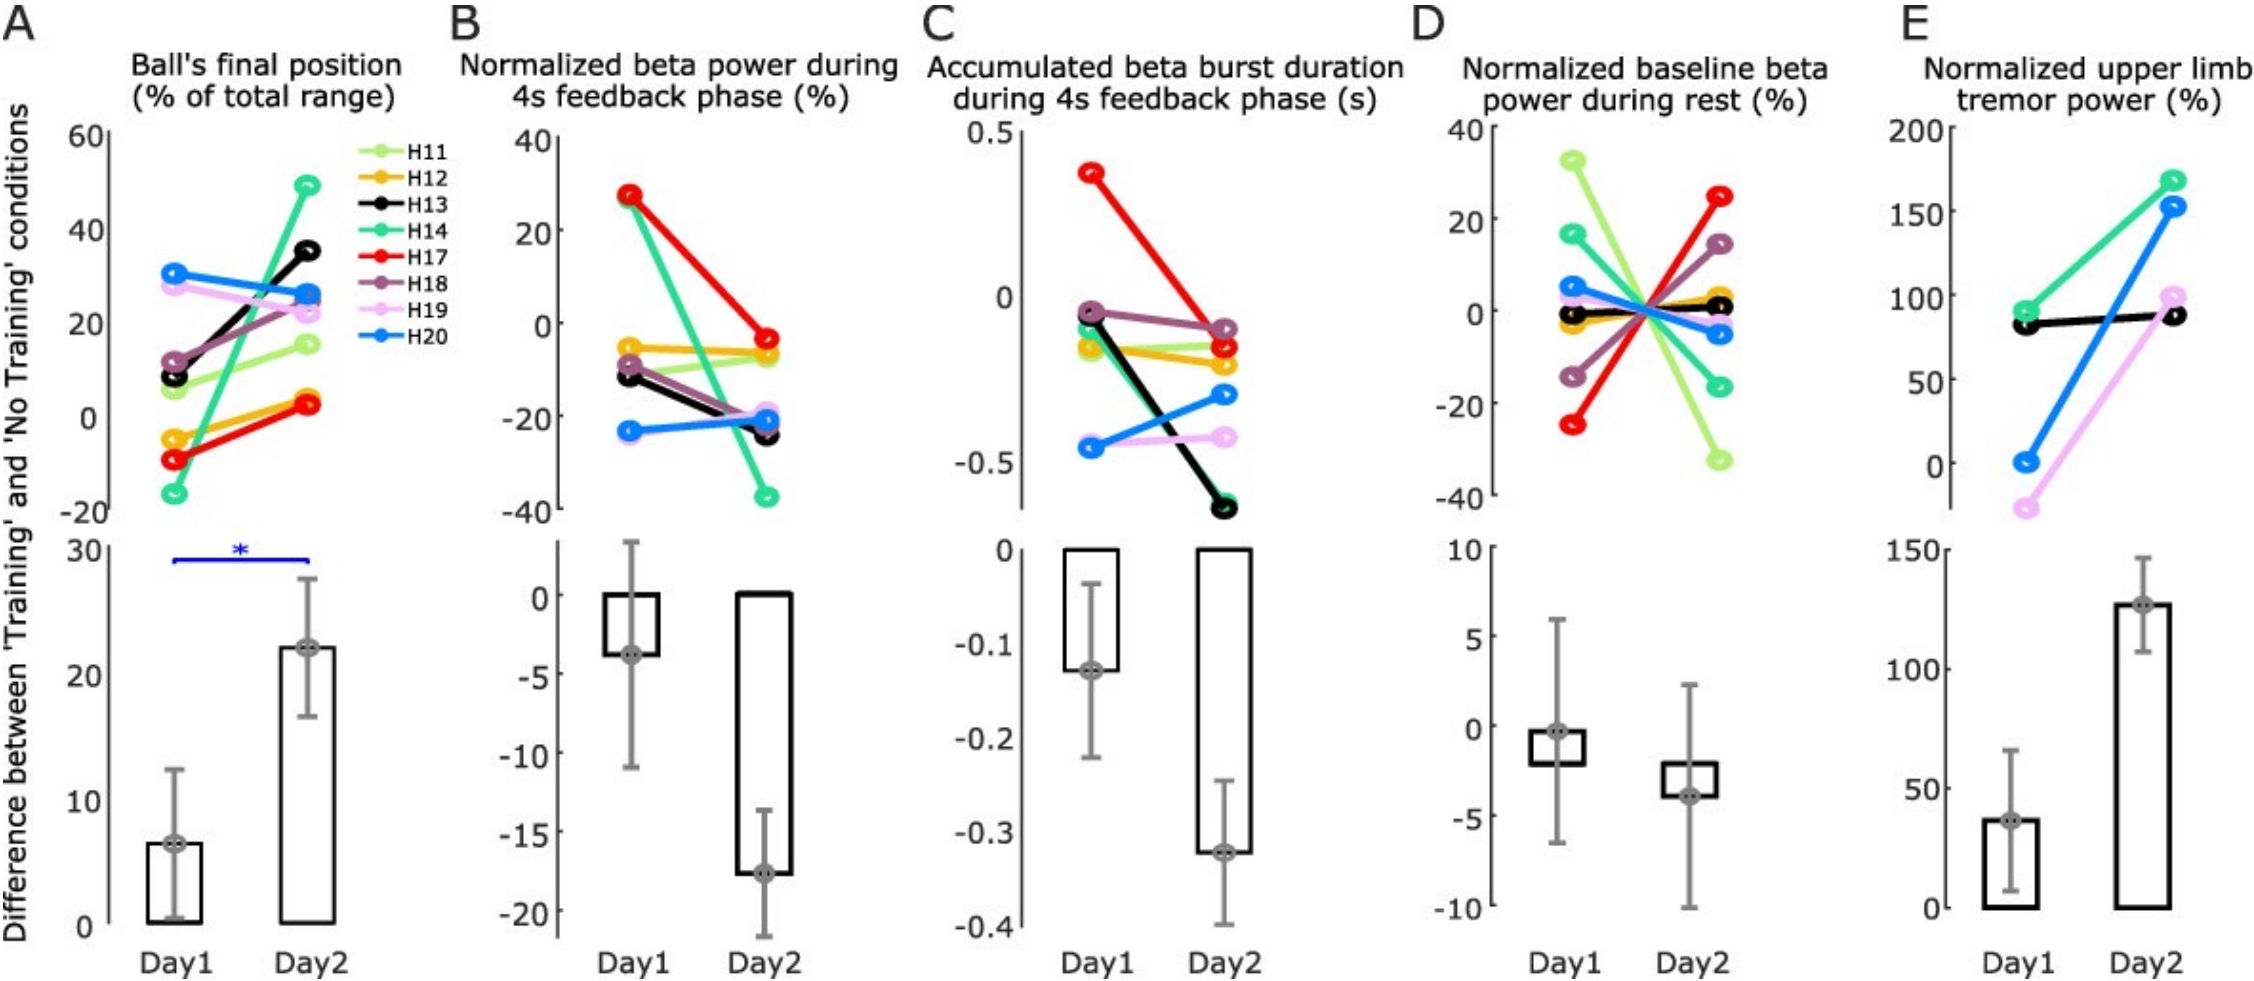 A
B
C
D
E
Difference between 'Training' and 'No Training' conditions
Ball's final position
(% of total range)
60
40
20
0
-20
H11
H12
H13
H14
H17
H18
H19
H20
30
20
10
0
*
Day1 Day2
Normalized beta power during
4s feedback phase (%)
40
20
0
-20
-40
0
-5
-10
-15
-20
Day1 Day2
Accumulated beta burst duration
during 4s feedback phase (s)
0.5
0
-0.5
0
-0.1
-0.2
-0.3
-0.4
Day1 Day2
Normalized baseline beta
power during rest (%)
40
20
0
-20
-40
10
5
0
-5
-10
Day1 Day2
Normalized upper limb
tremor power (%)
200
150
100
50
0
150
100
50
0
Day1 Day2